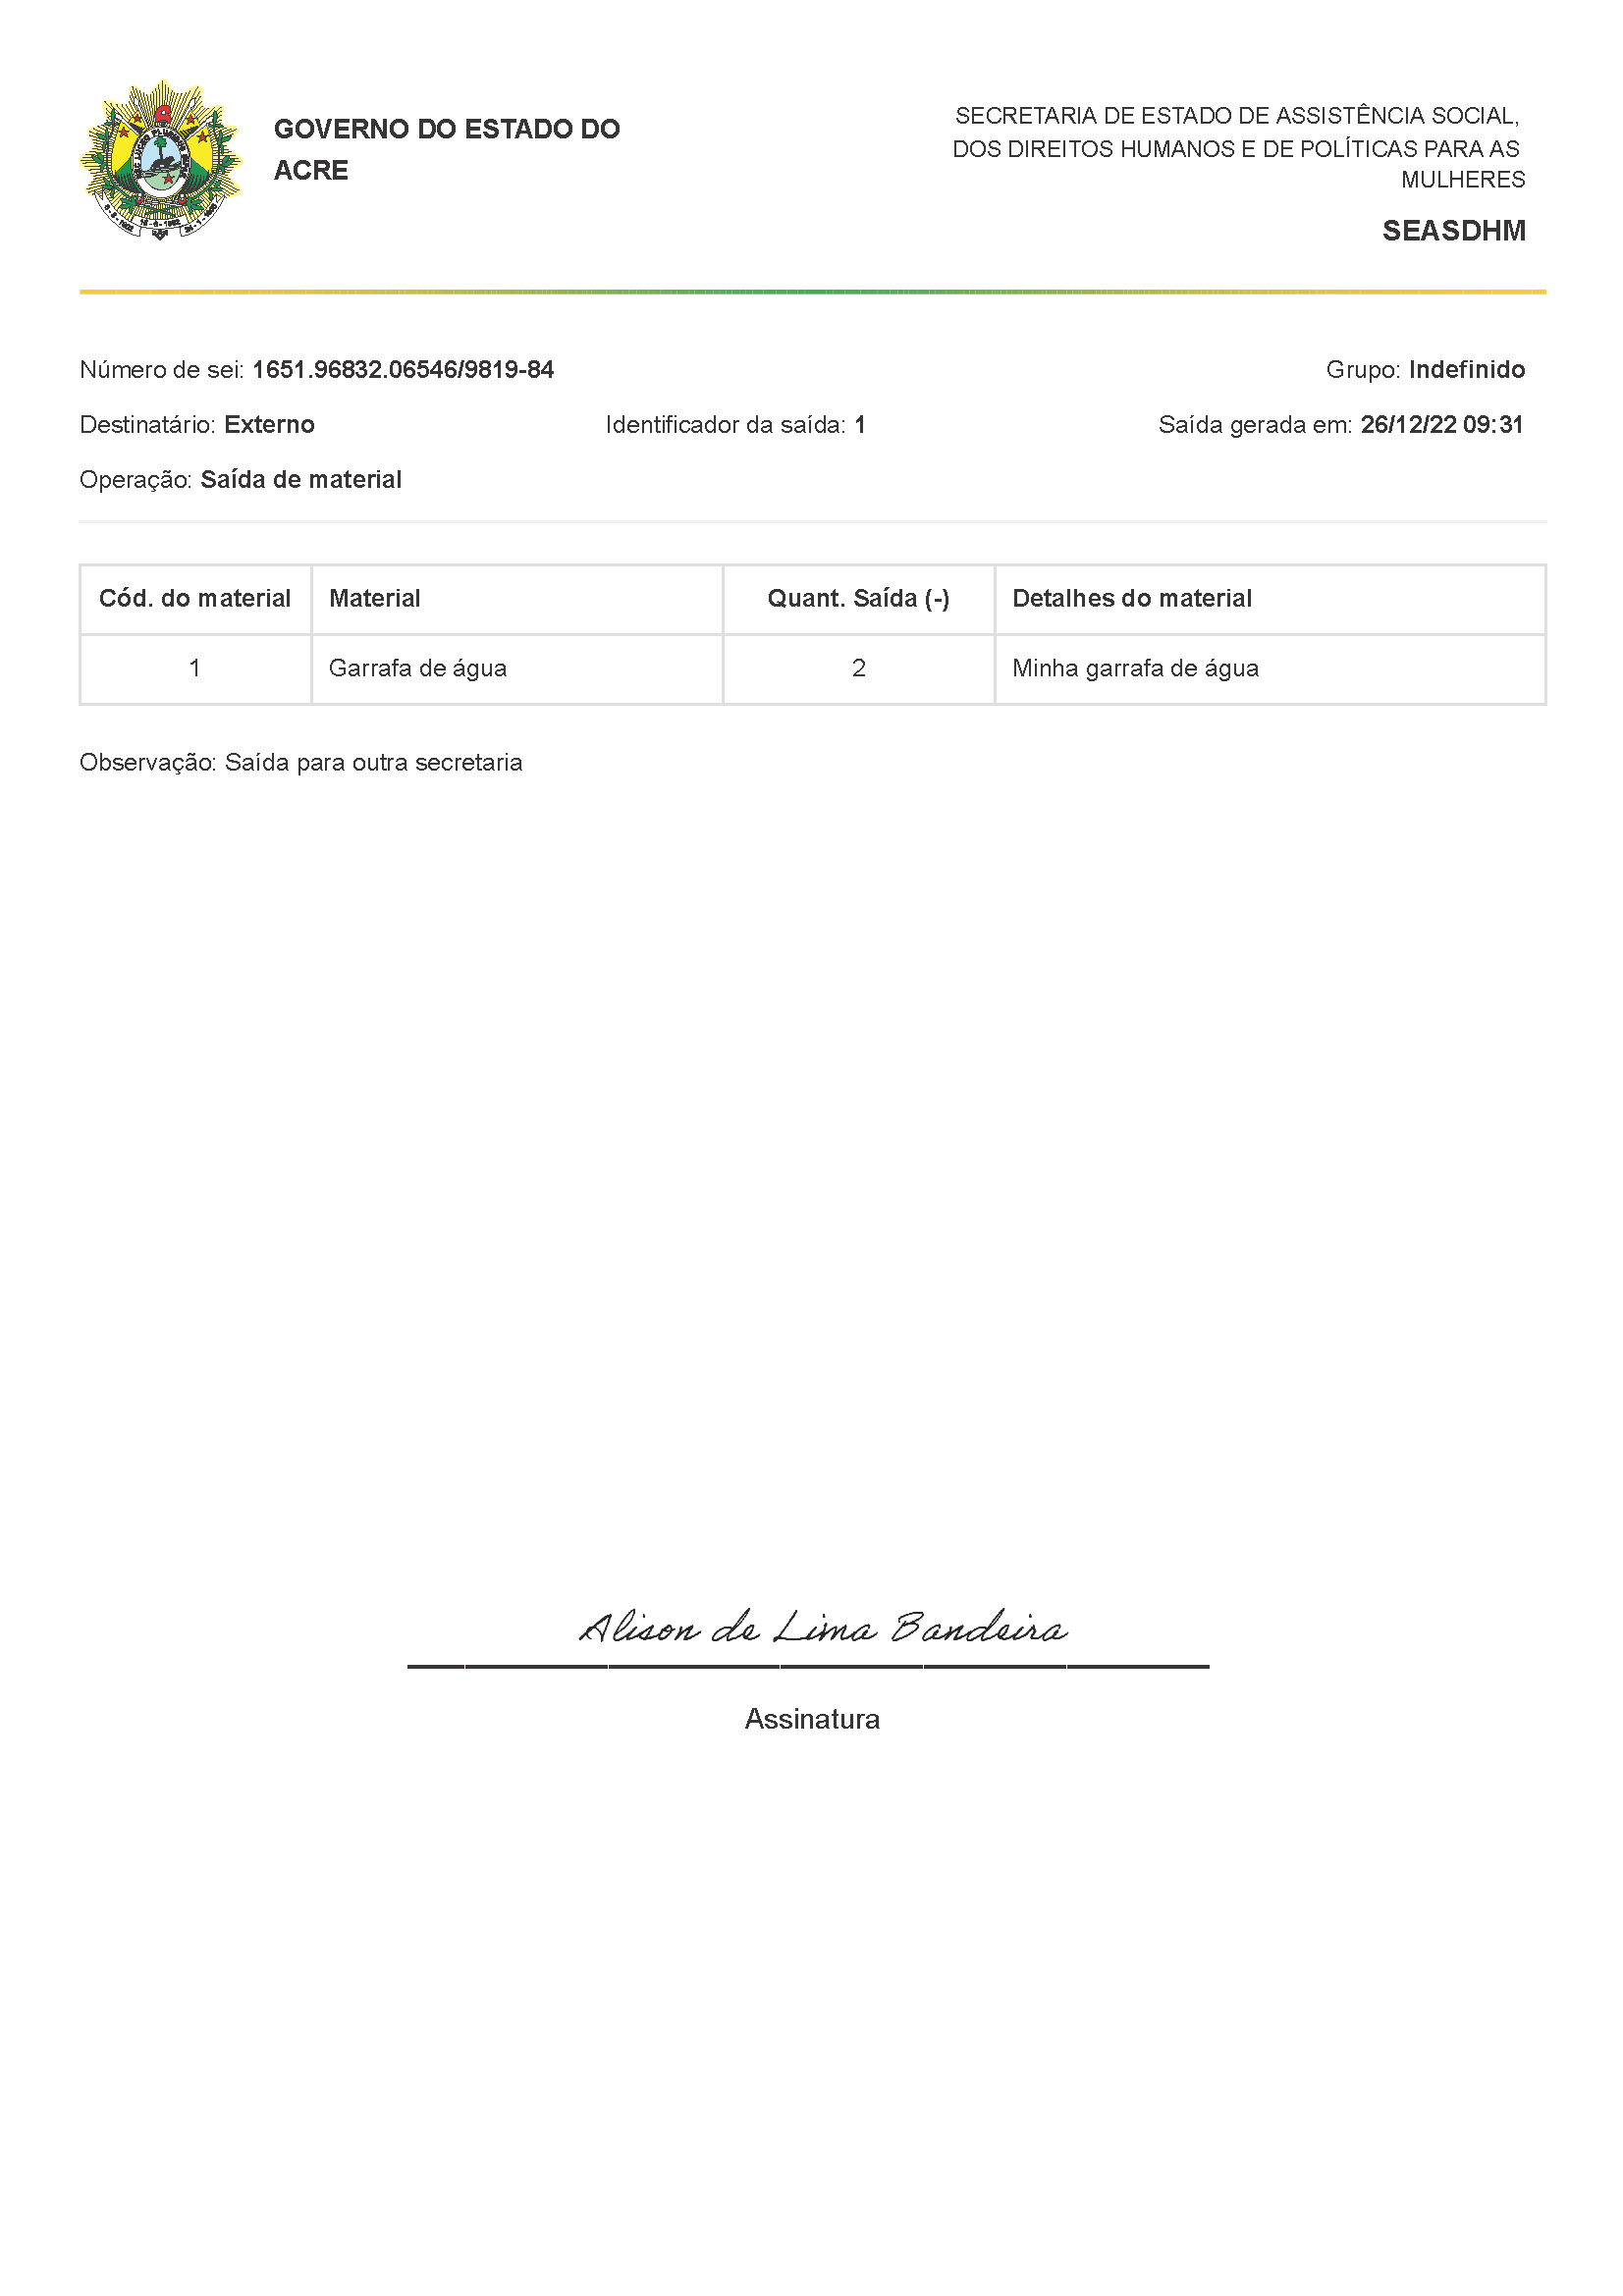 GOVERNO DO ESTADO DO
ACRE
SECRETARIA DE ESTADO DE ASSISTÊNCIA SOCIAL,
DOS DIREITOS HUMANOS E DE POLÍTICAS PARA AS
MULHERES
SEASDHM
Número de sei: 1651.96832.06546/9819-84 Grupo: Indefinido
Destinatário: Externo Identificador da saída: 1 Saída gerada em: 26/12/22 09:31
Operação: Saída de material
Cód. do material Material Quant. Saída (-) Detalhes do material
1 Garrafa de água 2 Minha garrafa de água
Observação: Saída para outra secretaria
Alison de Lima Bandeira
Assinatura